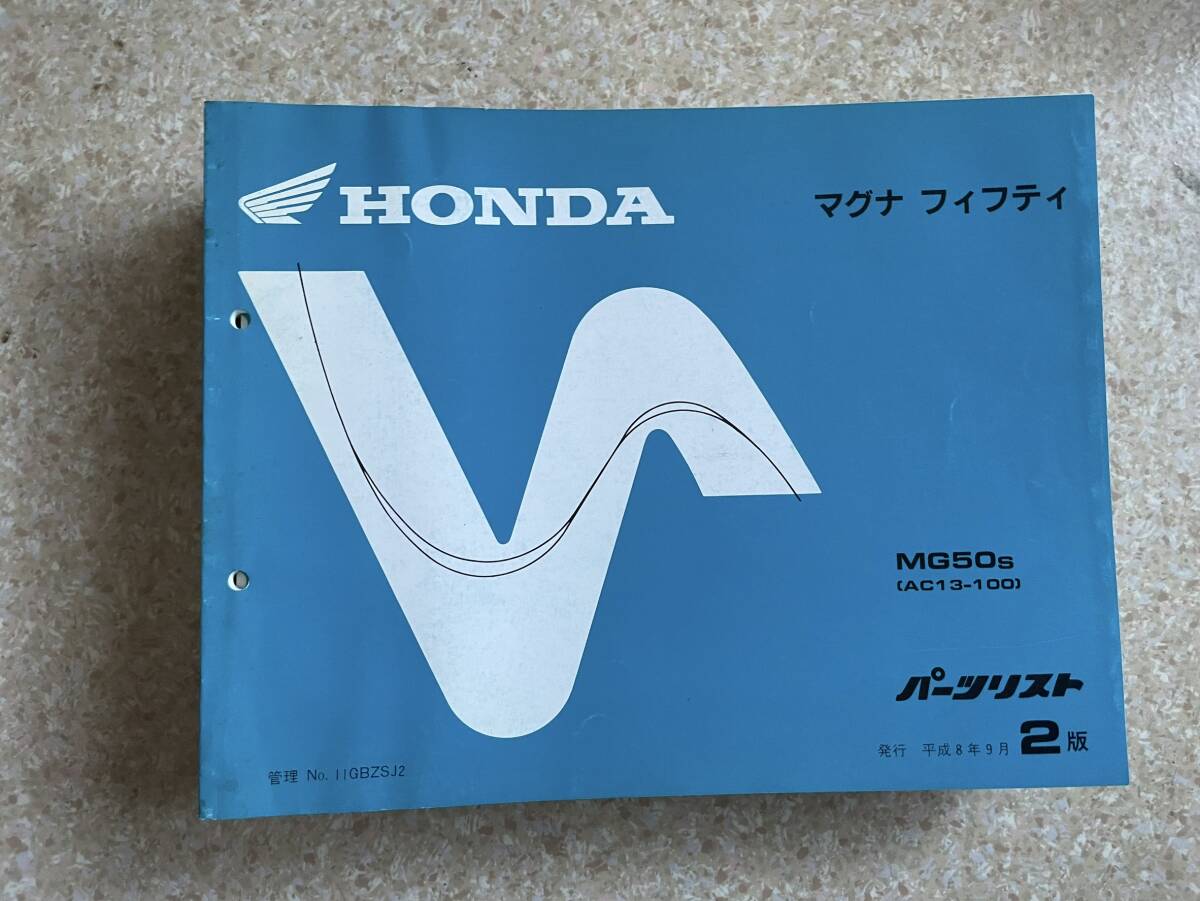 HONDA
マグナ フィフティ
MG50s
(AC13-100)
パーツリスト
発行 平成8年9月 2版
管理 No. 11GBZSJ2